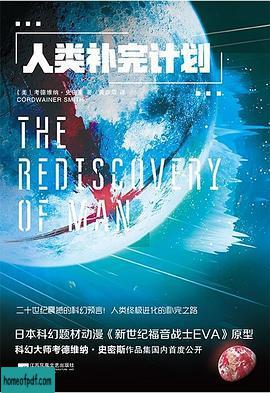 人类补完计划
[美] 考德维纳·史密斯 著
CORDWAINER SMITH
THE
REDISCOVERY
OF MAN
二十世纪最震撼的科幻预言!人类终极进化的补完之路
日本科幻题材动漫《新世纪福音战士EVA》原型
科幻大师考德维纳·史密斯作品集国内首度公开
江苏凤凰文艺出版社
homeofpdf.com